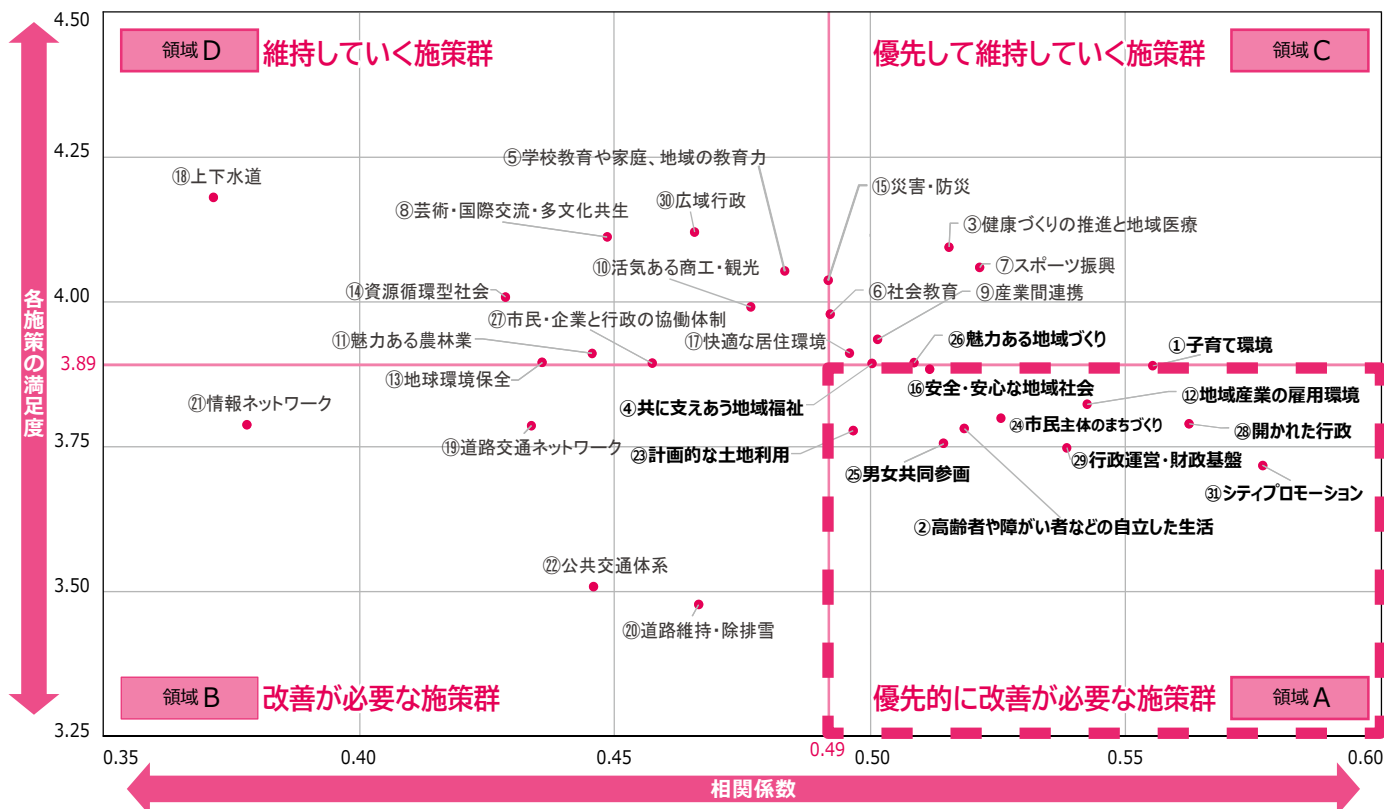 4.50
領域D 維持していく施策群
優先して維持していく施策群 領域C
4.25
⑤学校教育や家庭、地域の教育力
⑱上下水道
⑮災害・防災
⑧芸術・国際交流・多文化共生
㉚広域行政
③健康づくりの推進と地域医療
⑩活気ある商工・観光
⑦スポーツ振興
4.00
⑭資源循環型社会
⑥社会教育
⑨産業間連携
㉗市民・企業と行政の協働体制
⑪魅力ある農林業
⑰快適な居住環境
㉖魅力ある地域づくり
①子育て環境
各施策の満足度
3.89
⑬地球環境保全
⑯安全・安心な地域社会
⑫地域産業の雇用環境
㉑情報ネットワーク
④共に支えあう地域福祉
㉔市民主体のまちづくり
㉘開かれた行政
3.75
⑲道路交通ネットワーク
㉓計画的な土地利用
㉕男女共同参画
㉙行政運営・財政基盤
㉛シティプロモーション
②高齢者や障がい者などの自立した生活
㉒公共交通体系
3.50
⑳道路維持・除排雪
領域B 改善が必要な施策群
優先的に改善が必要な施策群 領域A
3.25
0.35
0.40
0.45
0.49
0.50
0.55
0.60
相関係数